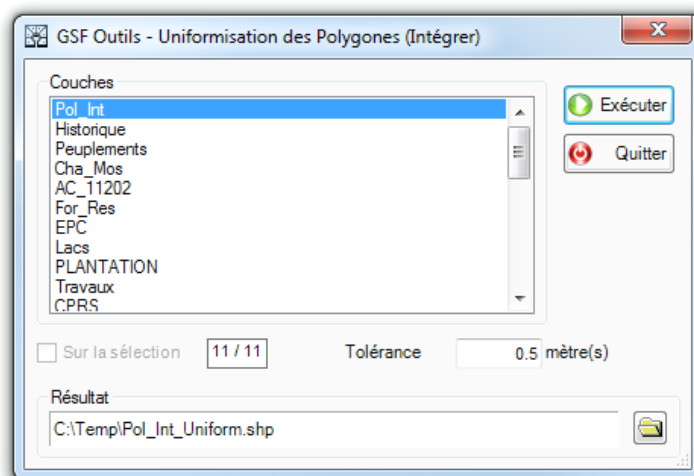 GSF Outils - Uniformisation des Polygones (Intégrer)
Couches
Pol_Int
Historique
Peuplements
Cha_Mos
AC_11202
For_Res
EPC
Lacs
PLANTATION
Travaux
CPRS
Exécuter
Quitter
Sur la sélection 11 / 11 Tolérance 0.5 mètre(s)
Résultat
C:\Temp\Pol_Int_Uniform.shp